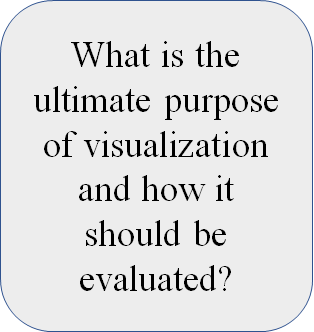 What is the
ultimate purpose
of visualization
and how it
should be
evaluated?